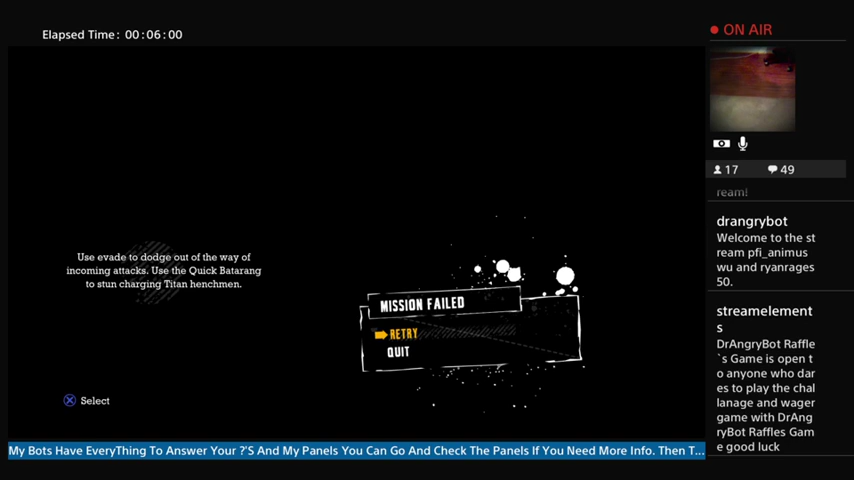 Elapsed Time: 00:06:00
ON AIR
17
49
ream!
drangrybot
Welcome to the st
ream pfi_animus
wu and ryanrages
50.
streamelement
s
DrAngryBot Raffle
`s Game is open t
o anyone who dar
es to play the chal
lanage and wager
game with DrAng
ryBot Raffles Gam
e good luck
Use evade to dodge out of the way of
incoming attacks. Use the Quick Batarang
to stun charging Titan henchmen.
MISSION FAILED
RETRY
QUIT
Select
My Bots Have EveryThing To Answer Your ?'S And My Panels You Can Go And Check The Panels If You Need More Info. Then T...